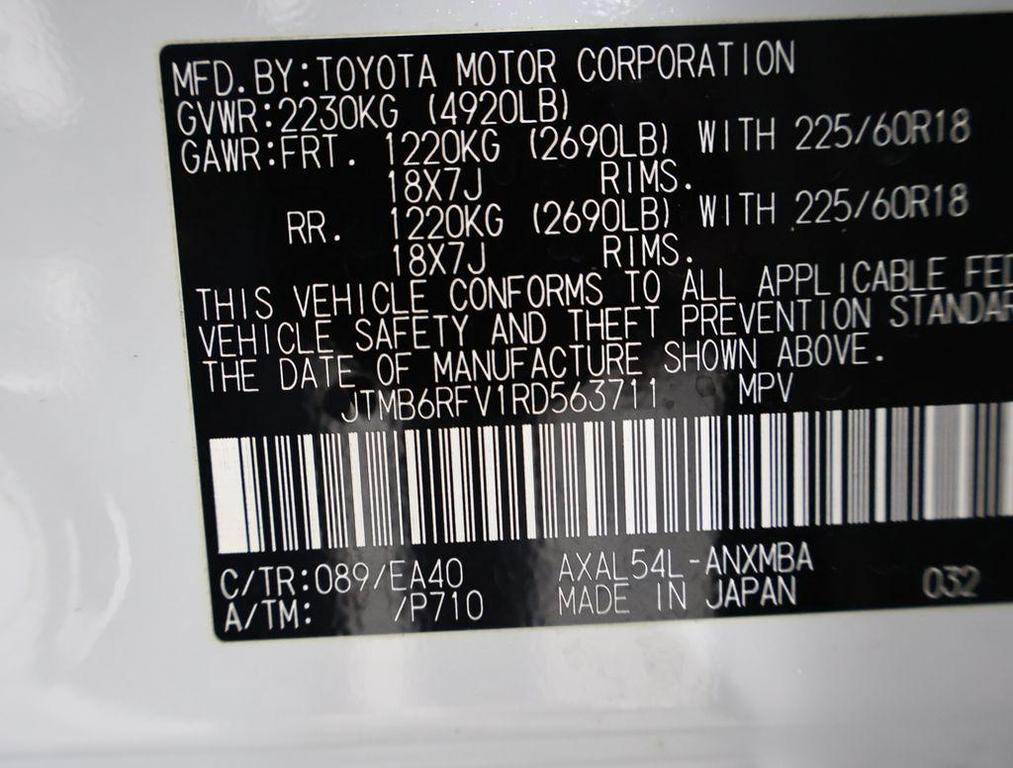 MFD.BY:TOYOTA MOTOR CORPORATION
GVWR:2230KG (4920LB)
GAWR:FRT. 1220KG (2690LB) WITH 225/60R18
18X7J RIMS.
RR. 1220KG (2690LB) WITH 225/60R18
18X7J RIMS.
THIS VEHICLE CONFORMS TO ALL APPLICABLE FED
VEHICLE SAFETY AND THEFT PREVENTION STANDAR
THE DATE OF MANUFACTURE SHOWN ABOVE.
JTMB6RFV1RD563711 MPV
C/TR:089/EA40 AXAL54L-ANXMBA
A/TM: /P710 MADE IN JAPAN 032